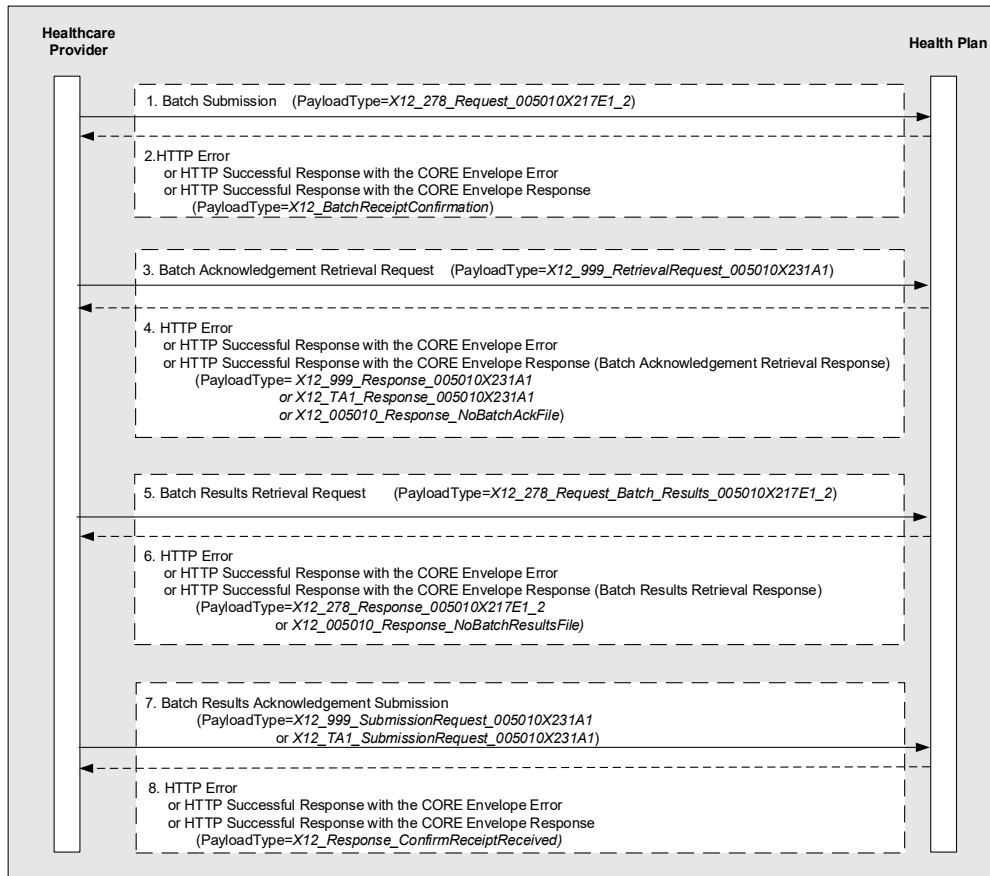 Healthcare
Provider
Health Plan
1. Batch Submission (PayloadType=X12_278_Request_005010X217E1_2)
2.HTTP Error
or HTTP Successful Response with the CORE Envelope Error
or HTTP Successful Response with the CORE Envelope Response
(PayloadType=X12_BatchReceiptConfirmation)
3. Batch Acknowledgement Retrieval Request (PayloadType=X12_999_RetrievalRequest_005010X231A1)
4. HTTP Error
or HTTP Successful Response with the CORE Envelope Error
or HTTP Successful Response with the CORE Envelope Response (Batch Acknowledgement Retrieval Response)
(PayloadType= X12_999_Response_005010X231A1
or X12_TA1_Response_005010X231A1
or X12_005010_Response_NoBatchAckFile)
5. Batch Results Retrieval Request (PayloadType=X12_278_Request_Batch_Results_005010X217E1_2)
6. HTTP Error
or HTTP Successful Response with the CORE Envelope Error
or HTTP Successful Response with the CORE Envelope Response (Batch Results Retrieval Response)
(PayloadType=X12_278_Response_005010X217E1_2
or X12_005010_Response_NoBatchResultsFile)
7. Batch Results Acknowledgement Submission
(PayloadType=X12_999_SubmissionRequest_005010X231A1
or X12_TA1_SubmissionRequest_005010X231A1)
8. HTTP Error
or HTTP Successful Response with the CORE Envelope Error
or HTTP Successful Response with the CORE Envelope Response
(PayloadType=X12_Response_ConfirmReceiptReceived)